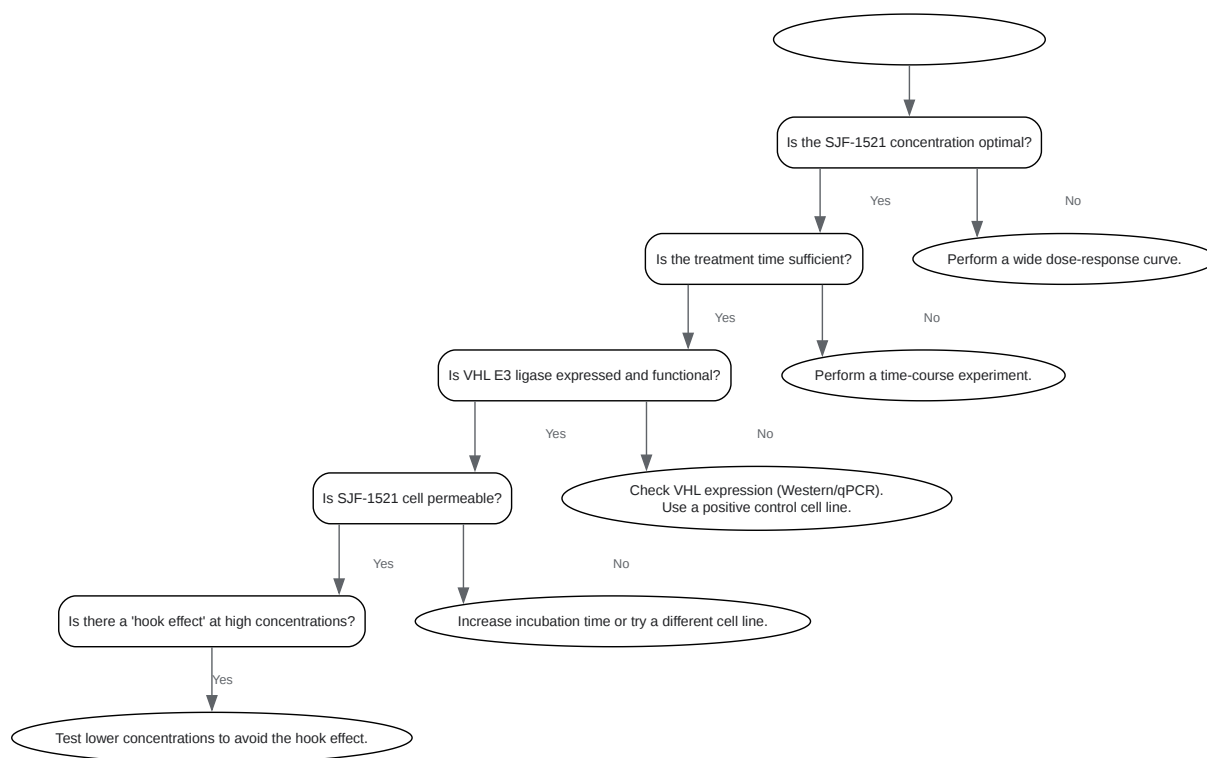 Is the SJF-1521 concentration optimal?
Yes
No
Is the treatment time sufficient?
Perform a wide dose-response curve.
Yes
No
Is VHL E3 ligase expressed and functional?
Perform a time-course experiment.
Yes
No
Is SJF-1521 cell permeable?
Check VHL expression (Western/qPCR).
Use a positive control cell line.
Yes
No
Is there a 'hook effect' at high concentrations?
Increase incubation time or try a different cell line.
Yes
Test lower concentrations to avoid the hook effect.